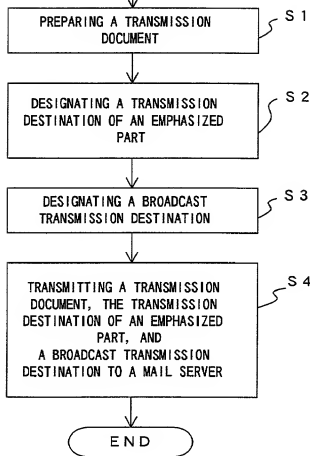 PREPARING A TRANSMISSION
DOCUMENT
S1
DESIGNATING A TRANSMISSION
DESTINATION OF AN EMPHASIZED
PART
S2
DESIGNATING A BROADCAST
TRANSMISSION DESTINATION
S3
TRANSMITTING A TRANSMISSION
DOCUMENT, THE TRANSMISSION
DESTINATION OF AN EMPHASIZED
PART, AND
A BROADCAST TRANSMISSION
DESTINATION TO A MAIL SERVER
S4
END